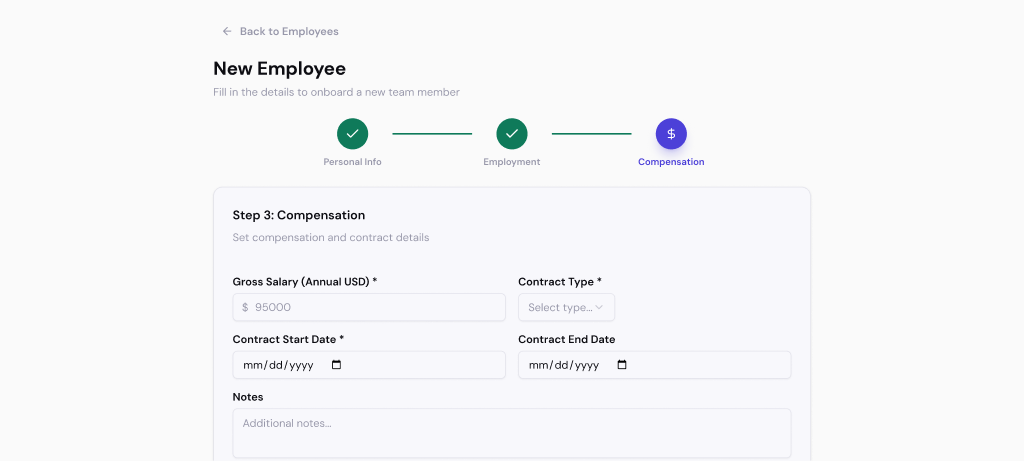 Back to Employees
New Employee
Fill in the details to onboard a new team member
$
Personal Info Employment Compensation
Step 3: Compensation
Set compensation and contract details
Gross Salary (Annual USD) * Contract Type *
$ 95000 Select type...
Contract Start Date * Contract End Date
mm/dd/yyyy mm/dd/yyyy
Notes
Additional notes...